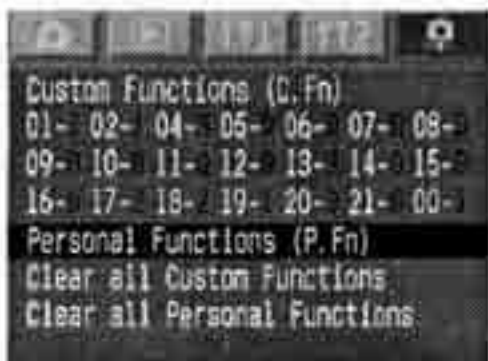 Custom Functions (C.Fn)
01- 02- 04- 05- 06- 07- 08-
09- 10- 11- 12- 13- 14- 15-
16- 17- 18- 19- 20- 21- 00-
Personal Functions (P.Fn)
Clear all Custom Functions
Clear all Personal Functions